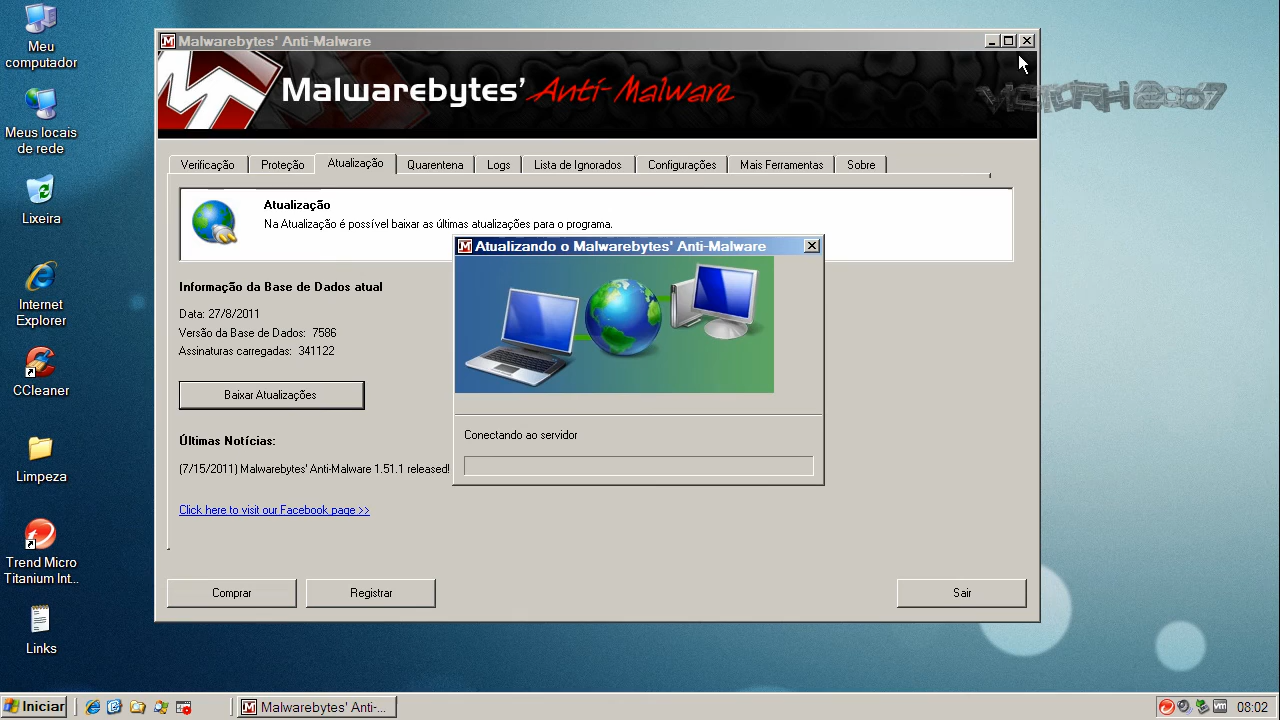 Meu
computador
Meus locais
de rede
Lixeira
Internet
Explorer
CCleaner
Limpeza
Trend Micro
Titanium Int...
Links
Malwarebytes' Anti-Malware
Malwarebytes' Anti-Malware
Verificação
Proteção
Atualização
Quarentena
Logs
Lista de Ignorados
Configurações
Mais Ferramentas
Sobre
Atualização
Na Atualização é possível baixar as últimas atualizações para o programa.
Informação da Base de Dados atual
Data: 27/8/2011
Versão da Base de Dados: 7586
Assinaturas carregadas: 341122
Baixar Atualizações
Últimas Notícias:
(7/15/2011) Malwarebytes' Anti-Malware 1.51.1 released!
Click here to visit our Facebook page >>
Atualizando o Malwarebytes' Anti-Malware
Conectando ao servidor
Comprar
Registrar
Sair
Iniciar
Malwarebytes' Anti-...
vm
08:02